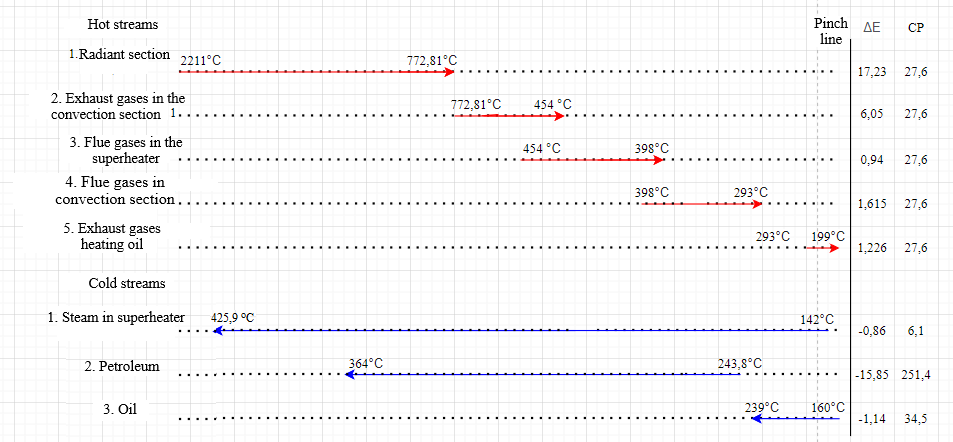 Hot streams
Pinch line
ΔE
CP
1.Radiant section
2211°C
772,81°C
17,23
27,6
2. Exhaust gases in the
convection section 1.
772,81°C
454 °C
6,05
27,6
3. Flue gases in the
superheater
454 °C
398°C
0,94
27,6
4. Flue gases in
convection section.
398°C
293°C
1,615
27,6
5. Exhaust gases
heating oil
293°C
199°C
1,226
27,6
Cold streams
1. Steam in superheater
425,9 ºC
142°C
-0,86
6,1
2. Petroleum
364°C
243,8°C
-15,85
251,4
3. Oil
239°C
160°C
-1,14
34,5